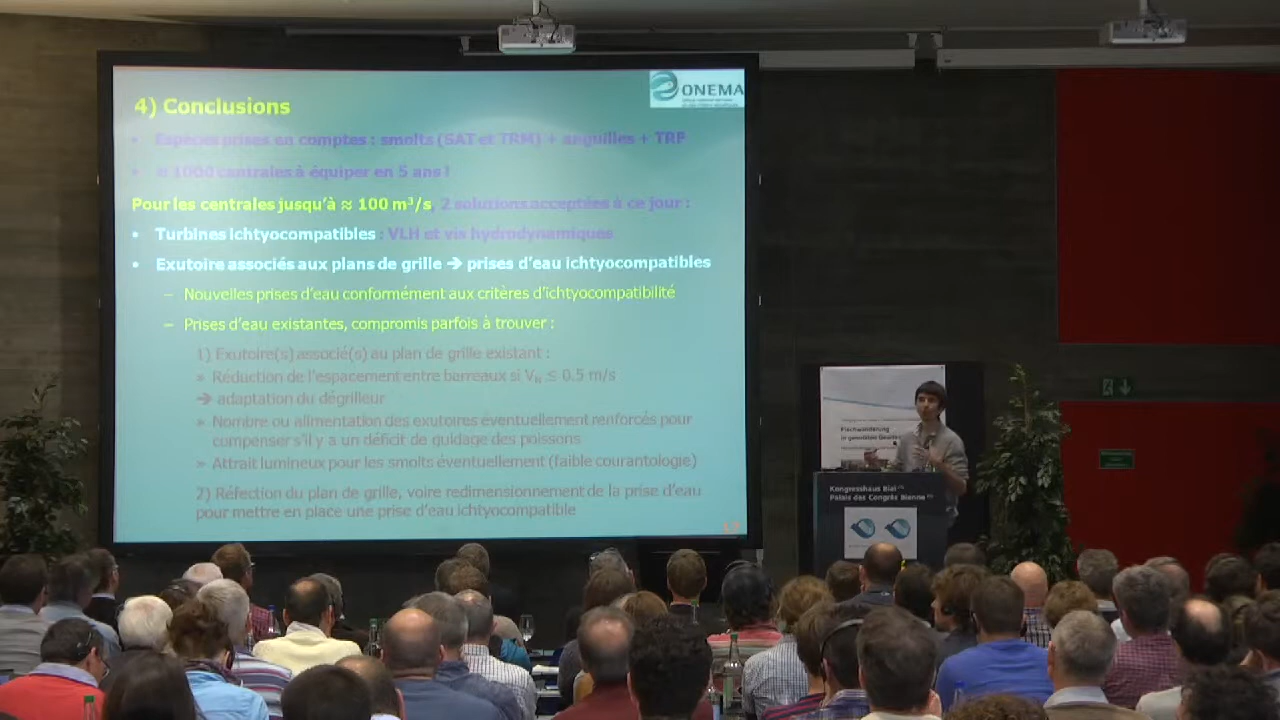 4) Conclusions
ONEMA
• Espèces prises en comptes : smolts (SAT et TRM) + anguilles + TRF
• ≈ 1000 centrales à équiper en 5 ans !
Pour les centrales jusqu'à ≈ 100 m³/s, 2 solutions acceptées à ce jour :
• Turbines ichtyocompatibles : VLH et vis hydrodynamiques
• Exutoire associés aux plans de grille ➔ prises d'eau ichtyocompatibles
– Nouvelles prises d'eau conformément aux critères d'ichtyocompatibilité
– Prises d'eau existantes, compromis parfois à trouver :
1) Exutoire(s) associé(s) au plan de grille existant :
» Réduction de l'espacement entre barreaux si VN ≤ 0.5 m/s
➔ adaptation du dégrilleur
» Nombre ou alimentation des exutoires éventuellement renforcés pour
compenser s'il y a un déficit de guidage des poissons
» Attrait lumineux pour les smolts éventuellement (faible courantologie)
2) Réfection du plan de grille, voire redimensionnement de la prise d'eau
pour mettre en place une prise d'eau ichtyocompatible
17
Fischwanderung
in genutzten
Kongresshaus Biel
Palais des Congrès Bienne